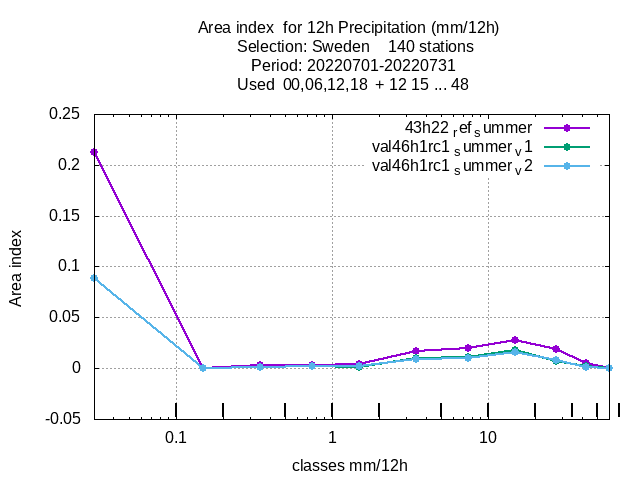 Area index  for 12h Precipitation (mm/12h)
Selection: Sweden    140 stations
Period: 20220701-20220731
Used  00,06,12,18  + 12 15 ... 48
43h22 ref summer
val46h1rc1 summer v1
val46h1rc1 summer v2
0.25
0.2
0.15
0.1
0.05
0
-0.05
Area index
0.1 1 10
classes mm/12h